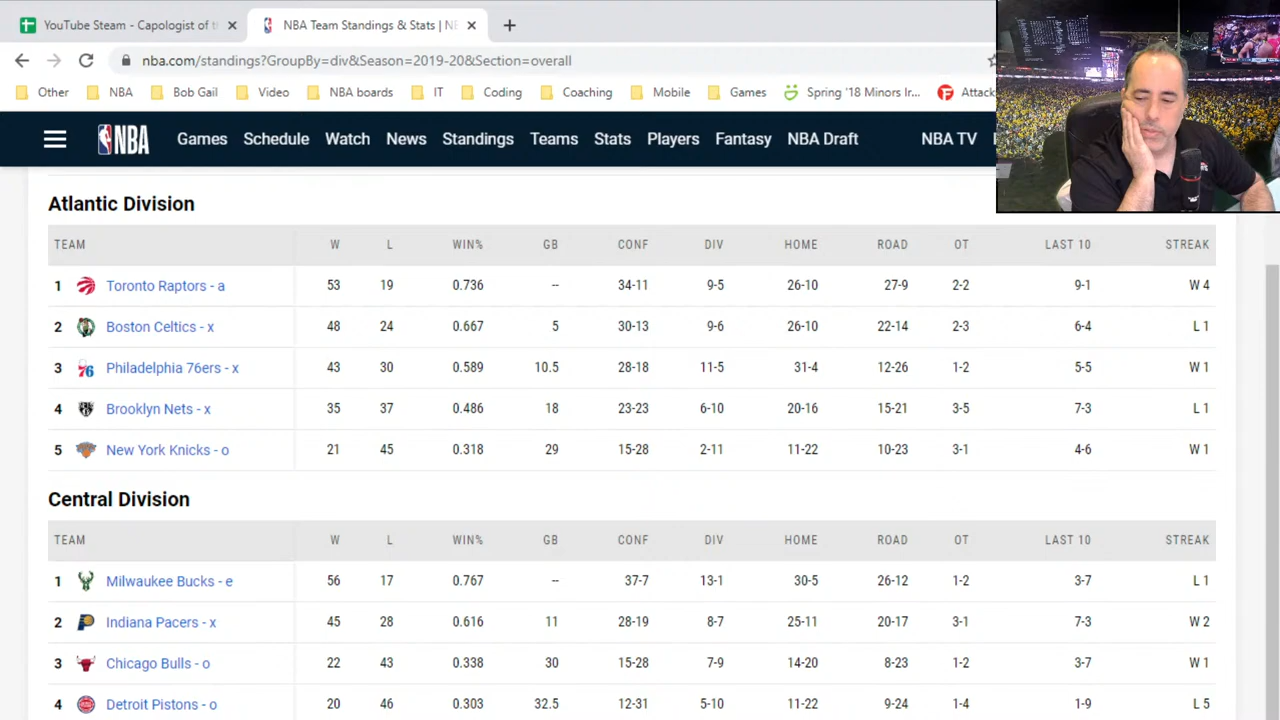 YouTube Steam - Capologist of t
NBA Team Standings & Stats | N
nba.com/standings?GroupBy=div&Season=2019-20&Section=overall
Other NBA Bob Gail Video NBA boards IT Coding Coaching Mobile Games Spring '18 Minors Ir... Attack
NBA Games Schedule Watch News Standings Teams Stats Players Fantasy NBA Draft NBA TV
Atlantic Division
TEAM W L WIN% GB CONF DIV HOME ROAD OT LAST 10 STREAK
1 Toronto Raptors - a 53 19 0.736 -- 34-11 9-5 26-10 27-9 2-2 9-1 W 4
2 Boston Celtics - x 48 24 0.667 5 30-13 9-6 26-10 22-14 2-3 6-4 L 1
3 76 Philadelphia 76ers - x 43 30 0.589 10.5 28-18 11-5 31-4 12-26 1-2 5-5 W 1
4 Brooklyn Nets - x 35 37 0.486 18 23-23 6-10 20-16 15-21 3-5 7-3 L 1
5 New York Knicks - o 21 45 0.318 29 15-28 2-11 11-22 10-23 3-1 4-6 W 1
Central Division
TEAM W L WIN% GB CONF DIV HOME ROAD OT LAST 10 STREAK
1 Milwaukee Bucks - e 56 17 0.767 -- 37-7 13-1 30-5 26-12 1-2 3-7 L 1
2 Indiana Pacers - x 45 28 0.616 11 28-19 8-7 25-11 20-17 3-1 7-3 W 2
3 Chicago Bulls - o 22 43 0.338 30 15-28 7-9 14-20 8-23 1-2 3-7 W 1
4 Detroit Pistons - o 20 46 0.303 32.5 12-31 5-10 11-22 9-24 1-4 1-9 L 5